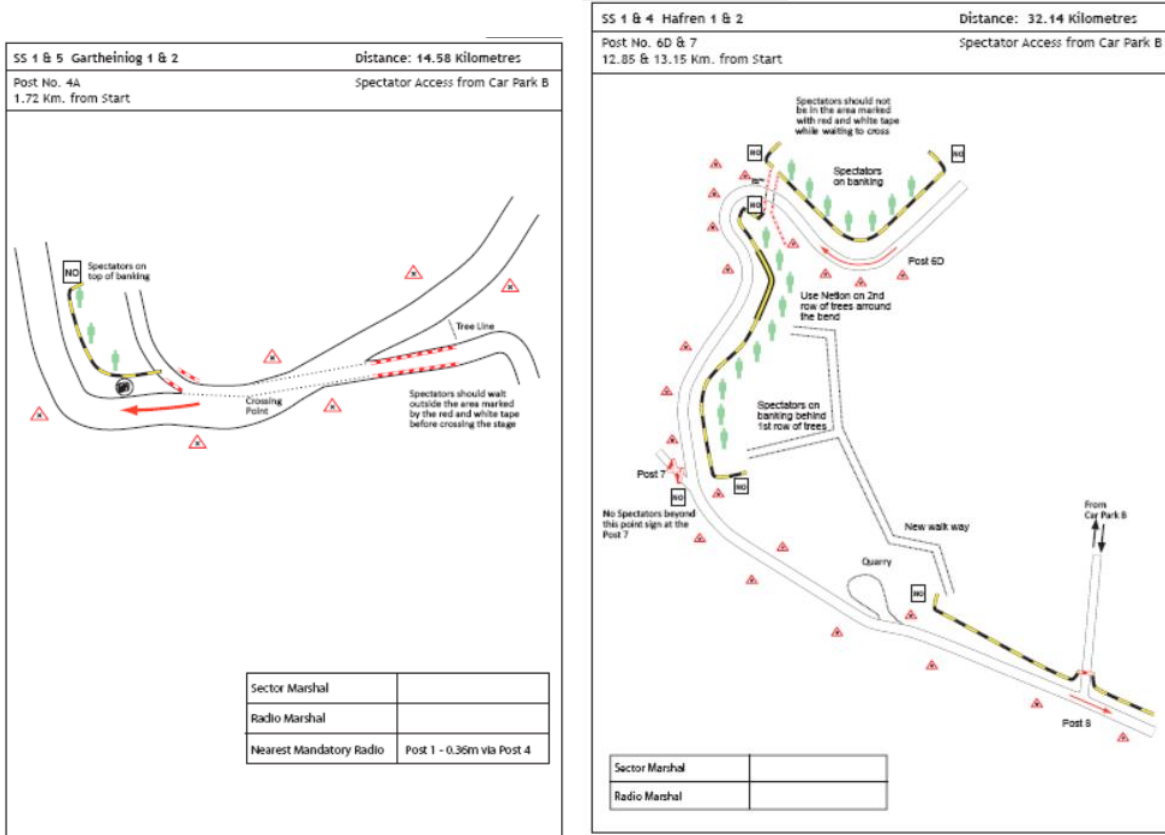 SS 1 & 5 Gartheiniog 1 & 2
Distance: 14.58 Kilometres
Post No. 4A
Spectator Access from Car Park B
1.72 Km. from Start
NO
Spectators on
top of banking
Tree Line
Crossing
Point
Spectators should wait
outside the area marked
by the red and white tape
before crossing the stage
Sector Marshal
Radio Marshal
Nearest Mandatory Radio
Post 1 - 0.36m via Post 4
SS 1 & 4 Hafren 1 & 2
Distance: 32.14 Kilometres
Post No. 6D & 7
Spectator Access from Car Park B
12.85 & 13.15 Km. from Start
Spectators should not
be in the area marked
with red and white tape
while waiting to cross
NO
NO
Spectators
on banking
NO
Post 6D
Use Netlon on 2nd
row of trees arround
the bend
Spectators on
banking behind
1st row of trees
Post 7
NO
NO
No Spectators beyond
this point sign at the
Post 7
New walk way
From
Car Park B
Quarry
NO
Post 8
Sector Marshal
Radio Marshal